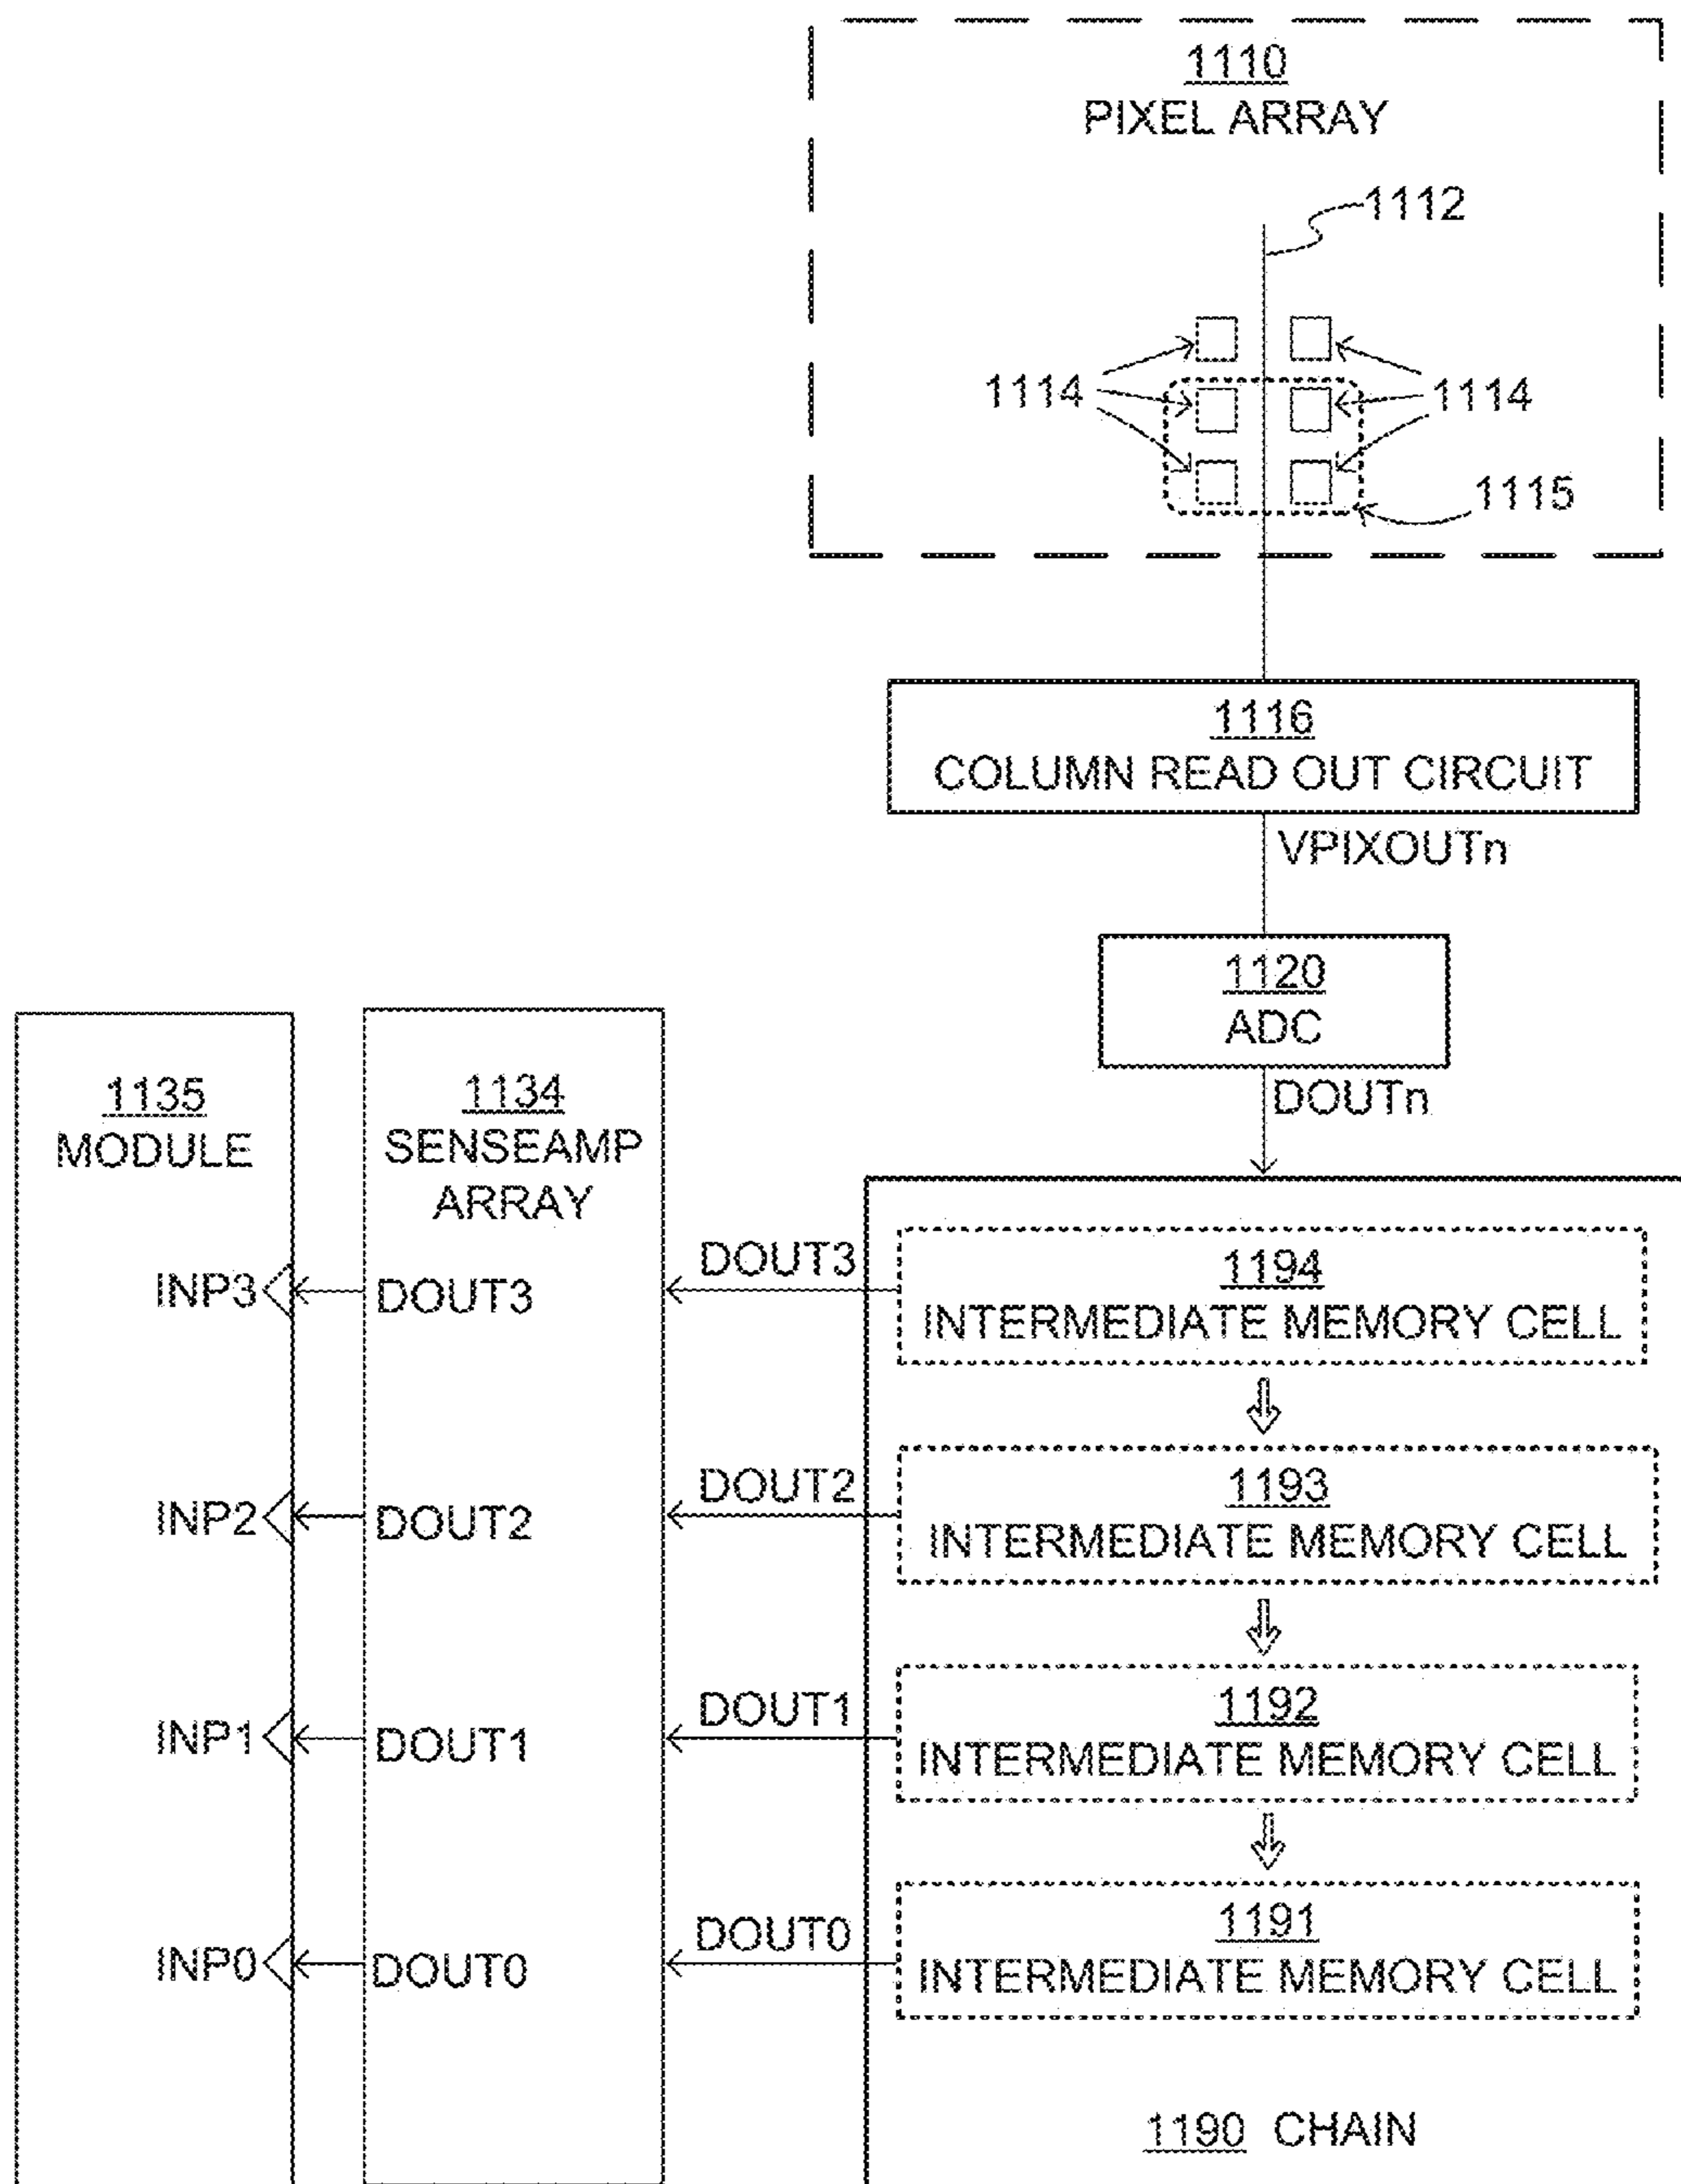 1110
PIXEL ARRAY
1112
1114
1114
1115
1116
COLUMN READ OUT CIRCUIT
VPIXOUTn
1120
ADC
DOUTn
1135
MODULE
1134
SENSEAMP
ARRAY
INP3
DOUT3
DOUT3
1194
INTERMEDIATE MEMORY CELL
INP2
DOUT2
DOUT2
1193
INTERMEDIATE MEMORY CELL
INP1
DOUT1
DOUT1
1192
INTERMEDIATE MEMORY CELL
INP0
DOUT0
DOUT0
1191
INTERMEDIATE MEMORY CELL
1190 CHAIN